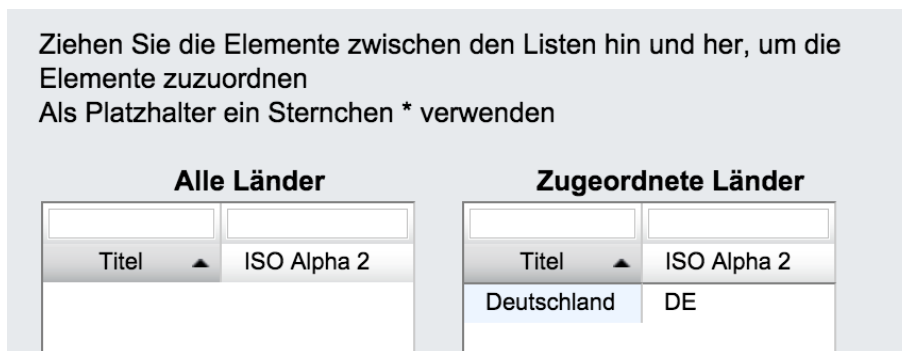 Ziehen Sie die Elemente zwischen den Listen hin und her, um die
Elemente zuzuordnen
Als Platzhalter ein Sternchen * verwenden
Alle Länder
Titel ISO Alpha 2
Zugeordnete Länder
Titel ISO Alpha 2
Deutschland DE